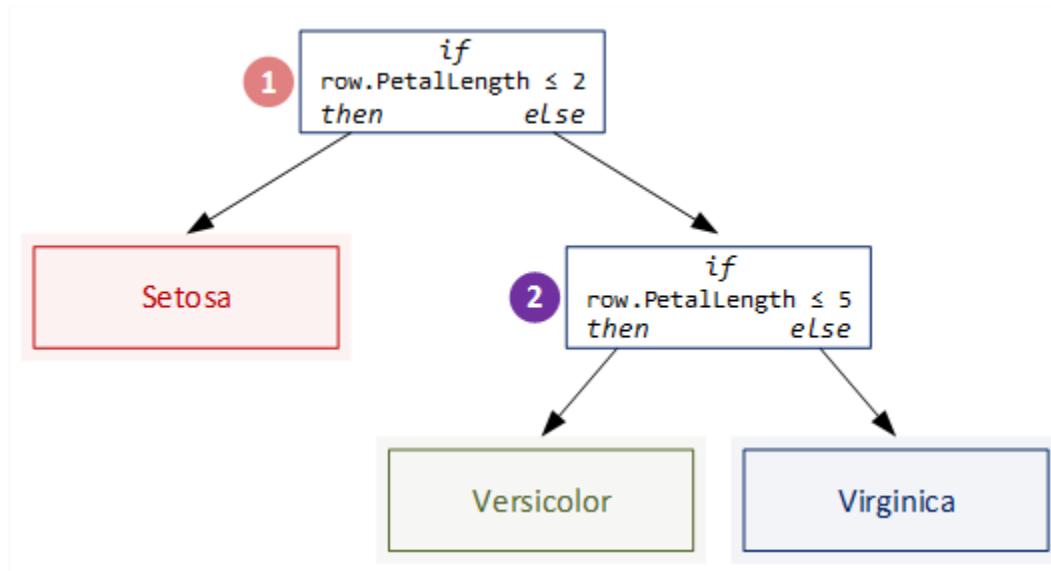 if
1
row.PetalLength ≤ 2
then else
Setosa
if
2
row.PetalLength ≤ 5
then else
Versicolor
Virginica